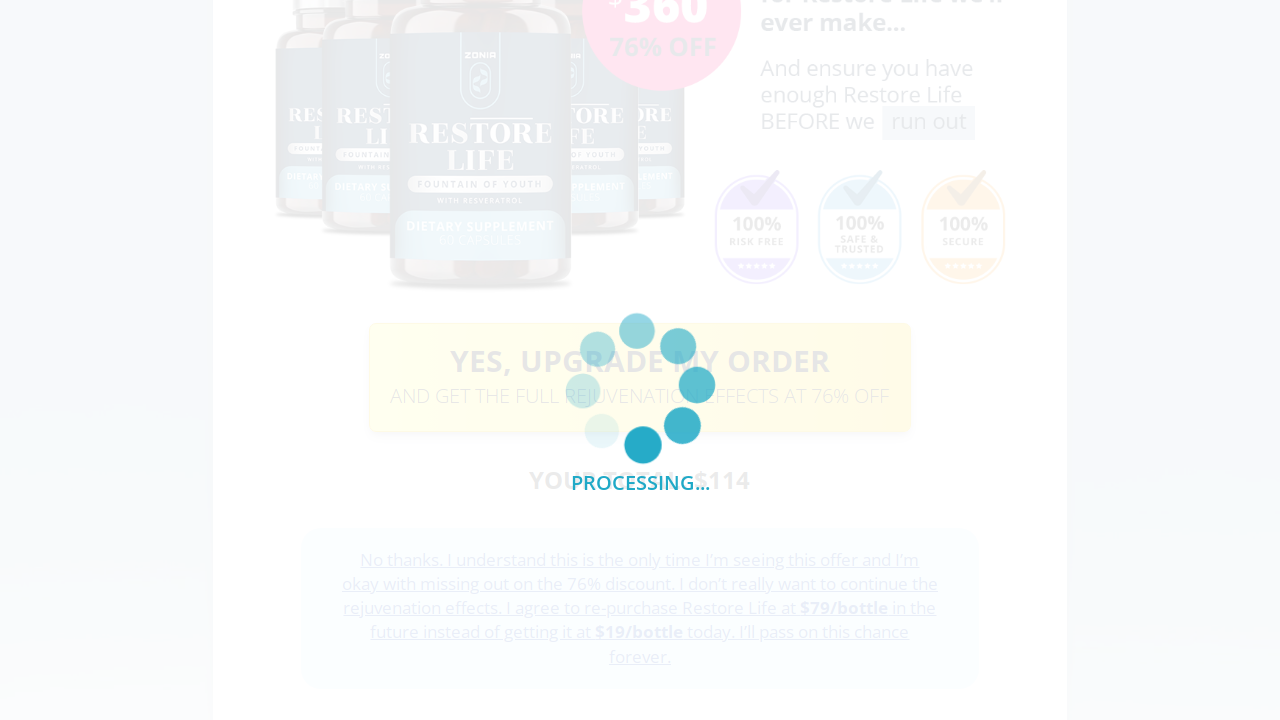 $360
76% OFF
for Restore Life we'll
ever make...
And ensure you have
enough Restore Life
BEFORE we run out
ZONIA
RESTORE
LIFE
FOUNTAIN OF YOUTH
WITH RESVERATROL
DIETARY SUPPLEMENT
60 CAPSULES
100%
RISK FREE
100%
SAFE &
TRUSTED
100%
SECURE
YES, UPGRADE MY ORDER
AND GET THE FULL REJUVENATION EFFECTS AT 76% OFF
YOUR TOTAL: $114
PROCESSING...
No thanks. I understand this is the only time I'm seeing this offer and I'm
okay with missing out on the 76% discount. I don't really want to continue the
rejuvenation effects. I agree to re-purchase Restore Life at $79/bottle in the
future instead of getting it at $19/bottle today. I'll pass on this chance
forever.